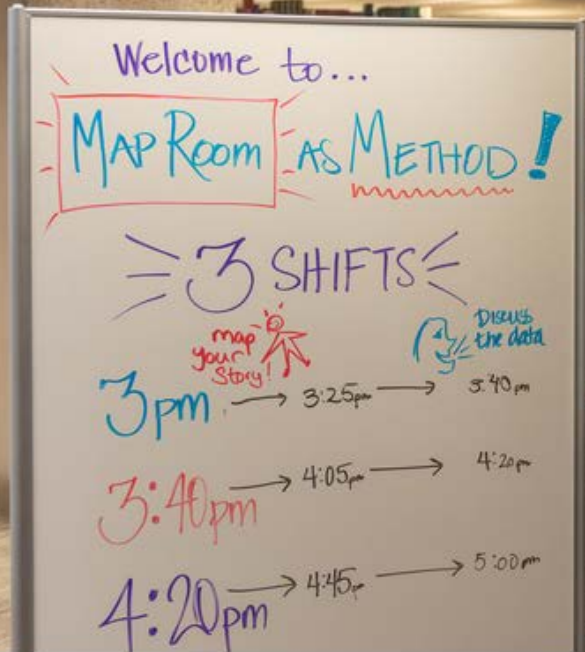 Welcome to...
MAP ROOM AS METHOD!
3 SHIFTS
map your Story!
Discuss the data
3pm → 3:25pm → 3:40pm
3:40pm → 4:05pm → 4:20pm
4:20pm → 4:45p → 5:00pm